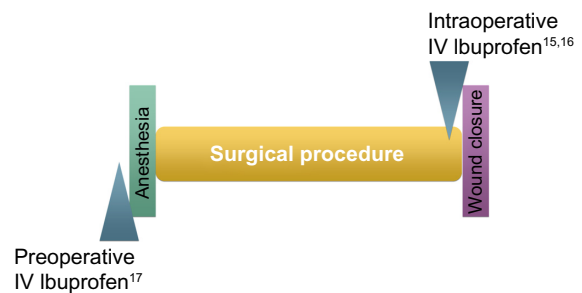 Intraoperative
IV Ibuprofen15,16
Anesthesia
Surgical procedure
Wound closure
Preoperative
IV Ibuprofen17